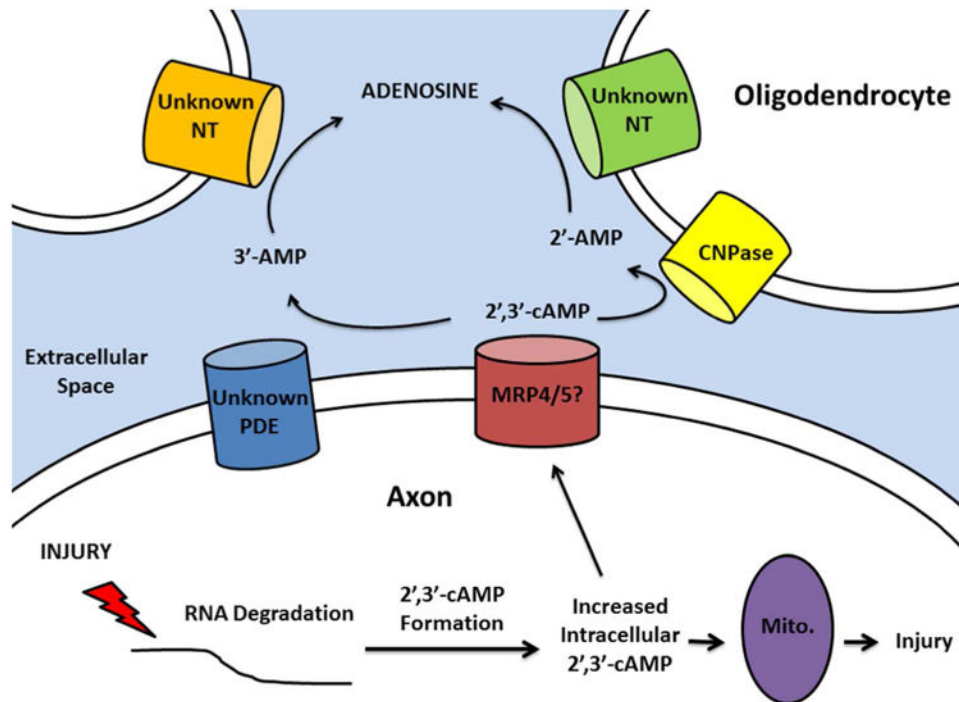 Unknown
NT
ADENOSINE
Unknown
NT
Oligodendrocyte
3’-AMP
2’-AMP
CNPase
2’,3’-cAMP
Extracellular
Space
Unknown
PDE
MRP4/5?
Axon
INJURY
RNA Degradation
2’,3’-cAMP
Formation
Increased
Intracellular
2’,3’-cAMP
Mito.
Injury